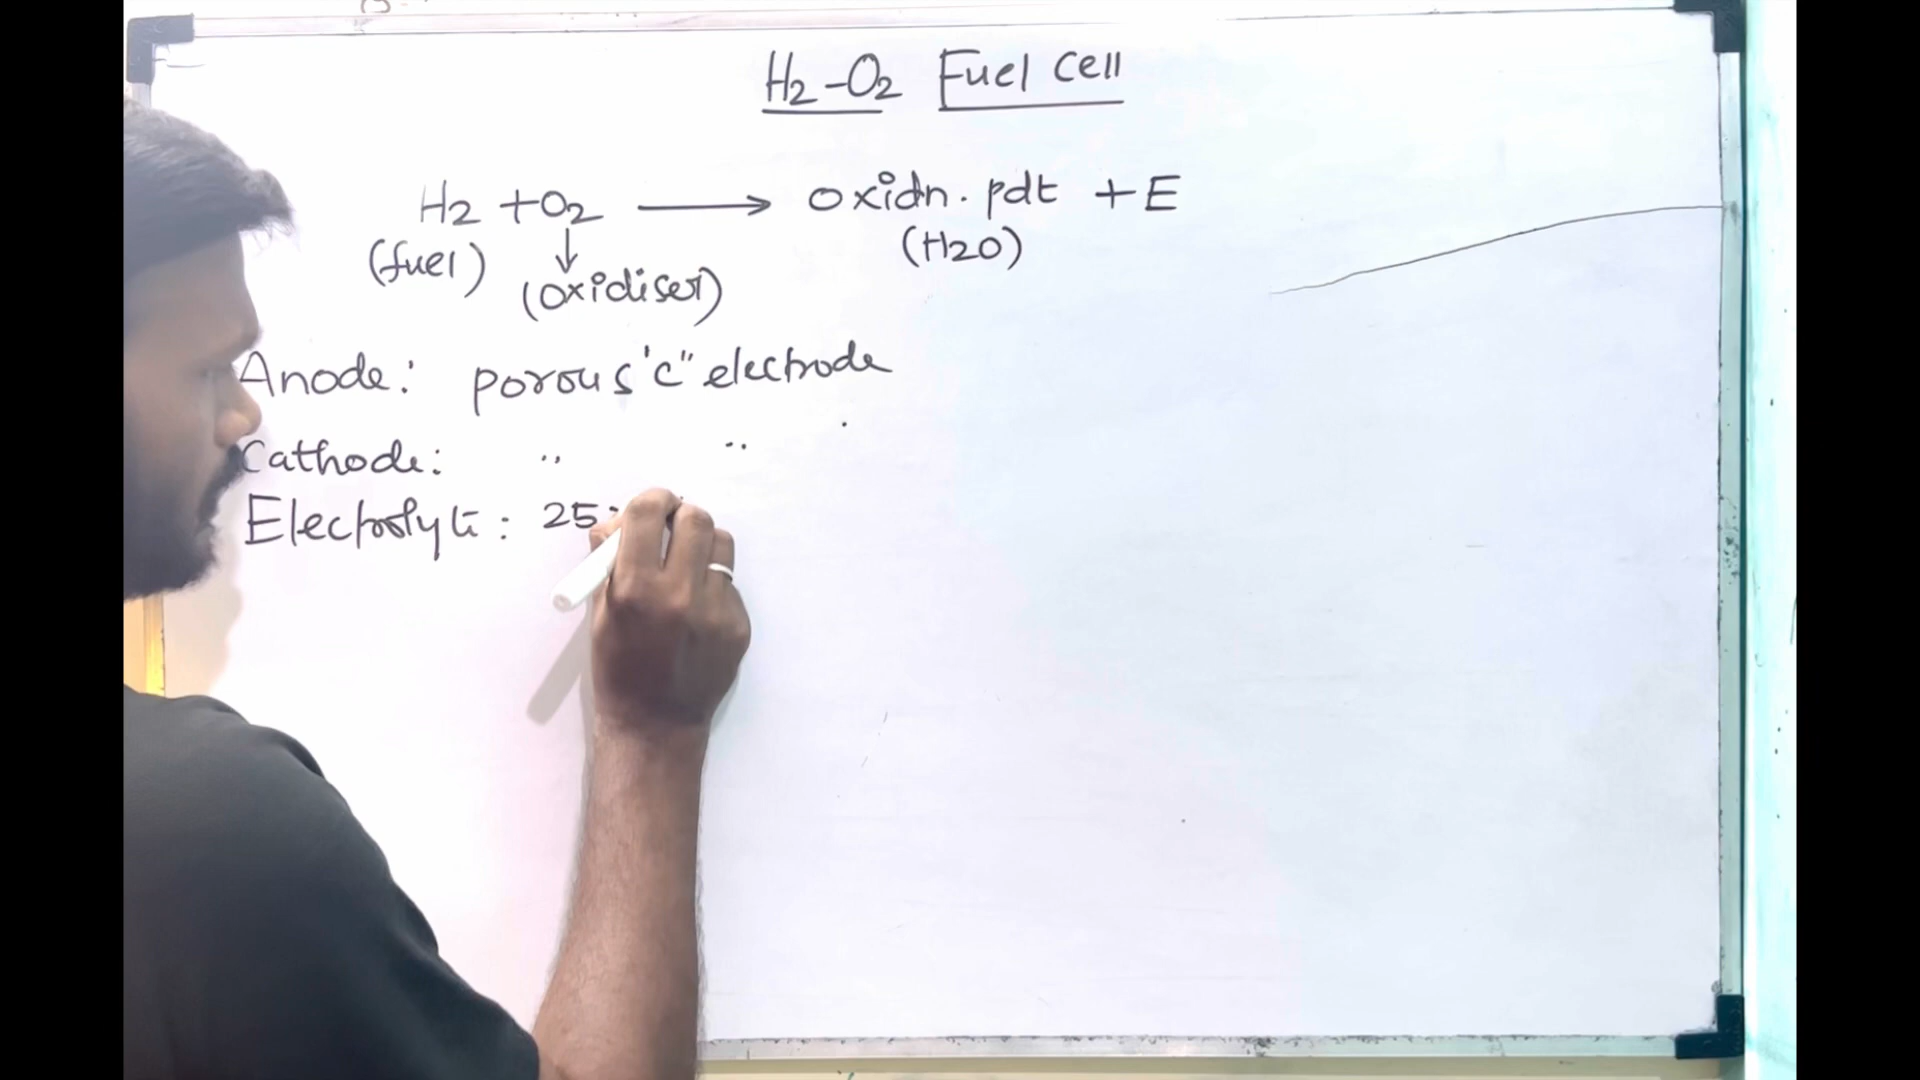 H2-O2 Fuel cell
H2 + O2 ⟶ oxidn. pdt + E
(fuel) ↓ (H2O)
(oxidiser)
Anode: porous "c" electrode
Cathode: ,, ,,
Electrolyte: 25